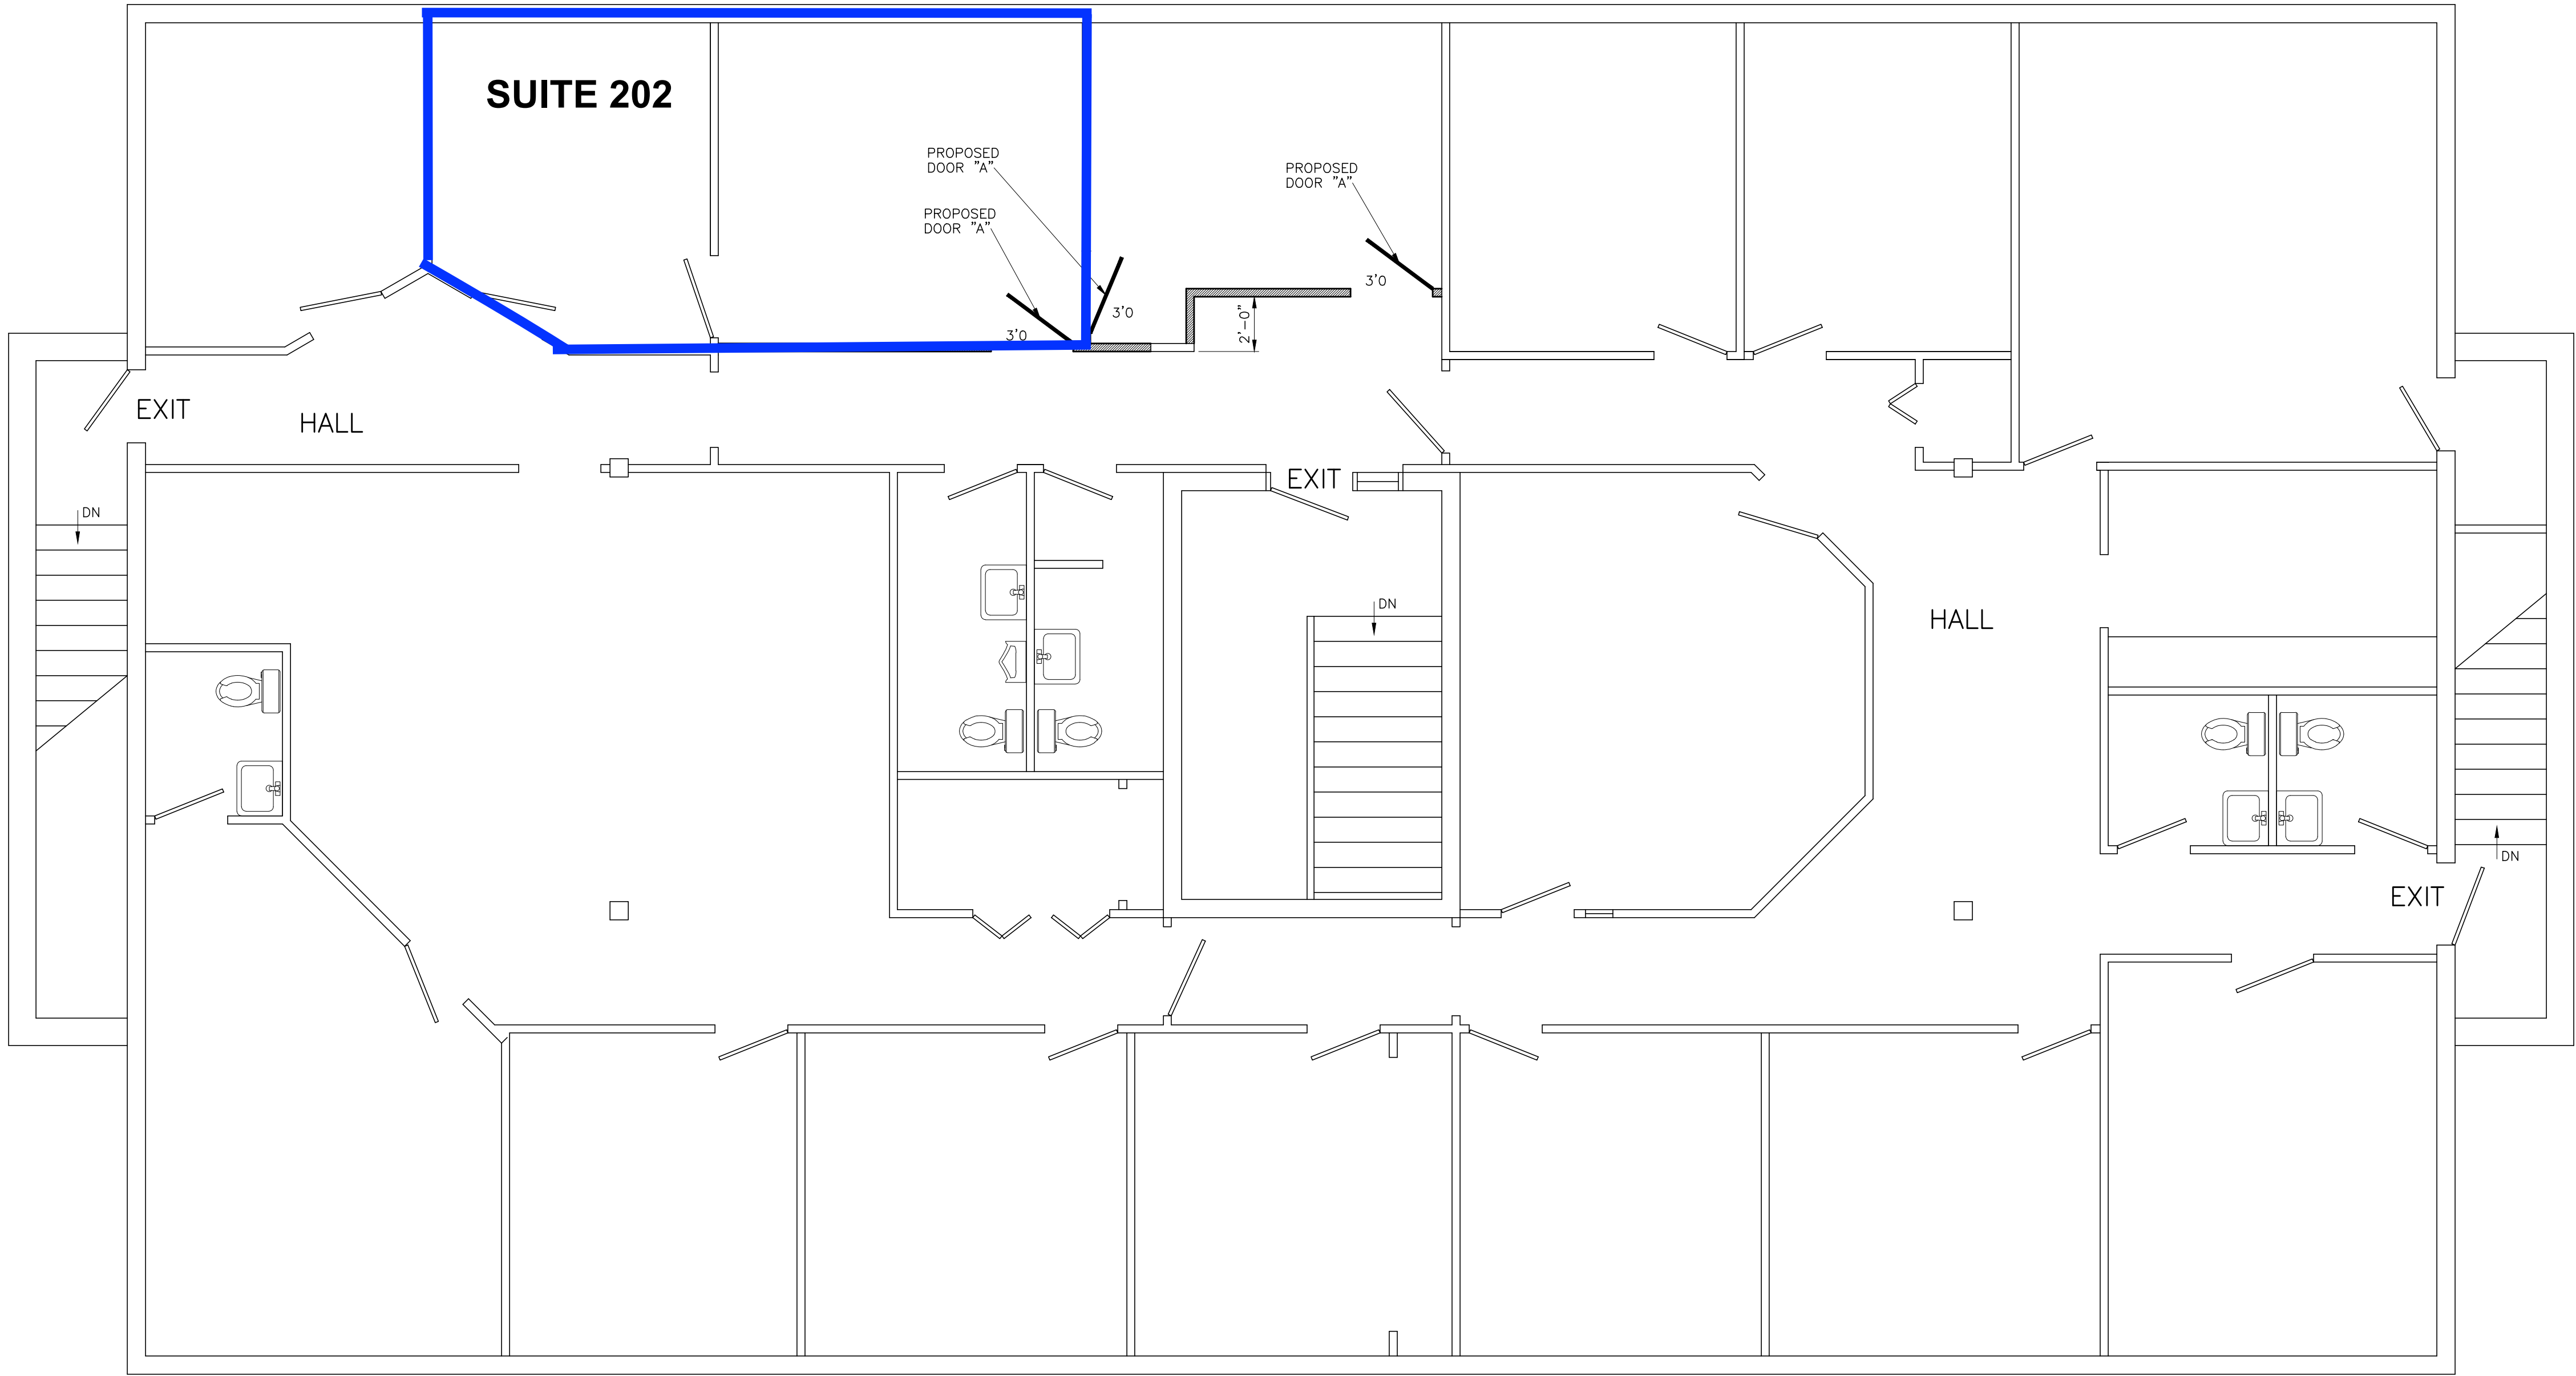 SUITE 202
PROPOSED
DOOR "A"
PROPOSED
DOOR "A"
PROPOSED
DOOR "A"
3'0
3'0
3'0
2'-0"
EXIT
HALL
EXIT
DN
DN
HALL
DN
EXIT